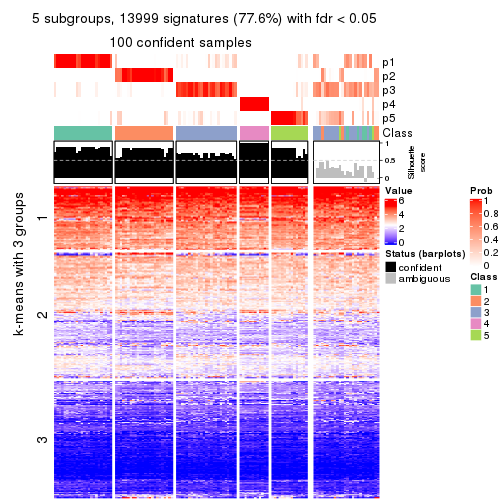 5 subgroups, 13999 signatures (77.6%) with fdr < 0.05
100 confident samples
p1
p2
p3
p4
p5
Class
1
0.5
0
Silhouette
score
k-means with 3 groups
1
2
3
Value
6
4
2
0
Status (barplots)
confident
ambiguous
Prob
1
0.8
0.6
0.4
0.2
0
Class
1
2
3
4
5